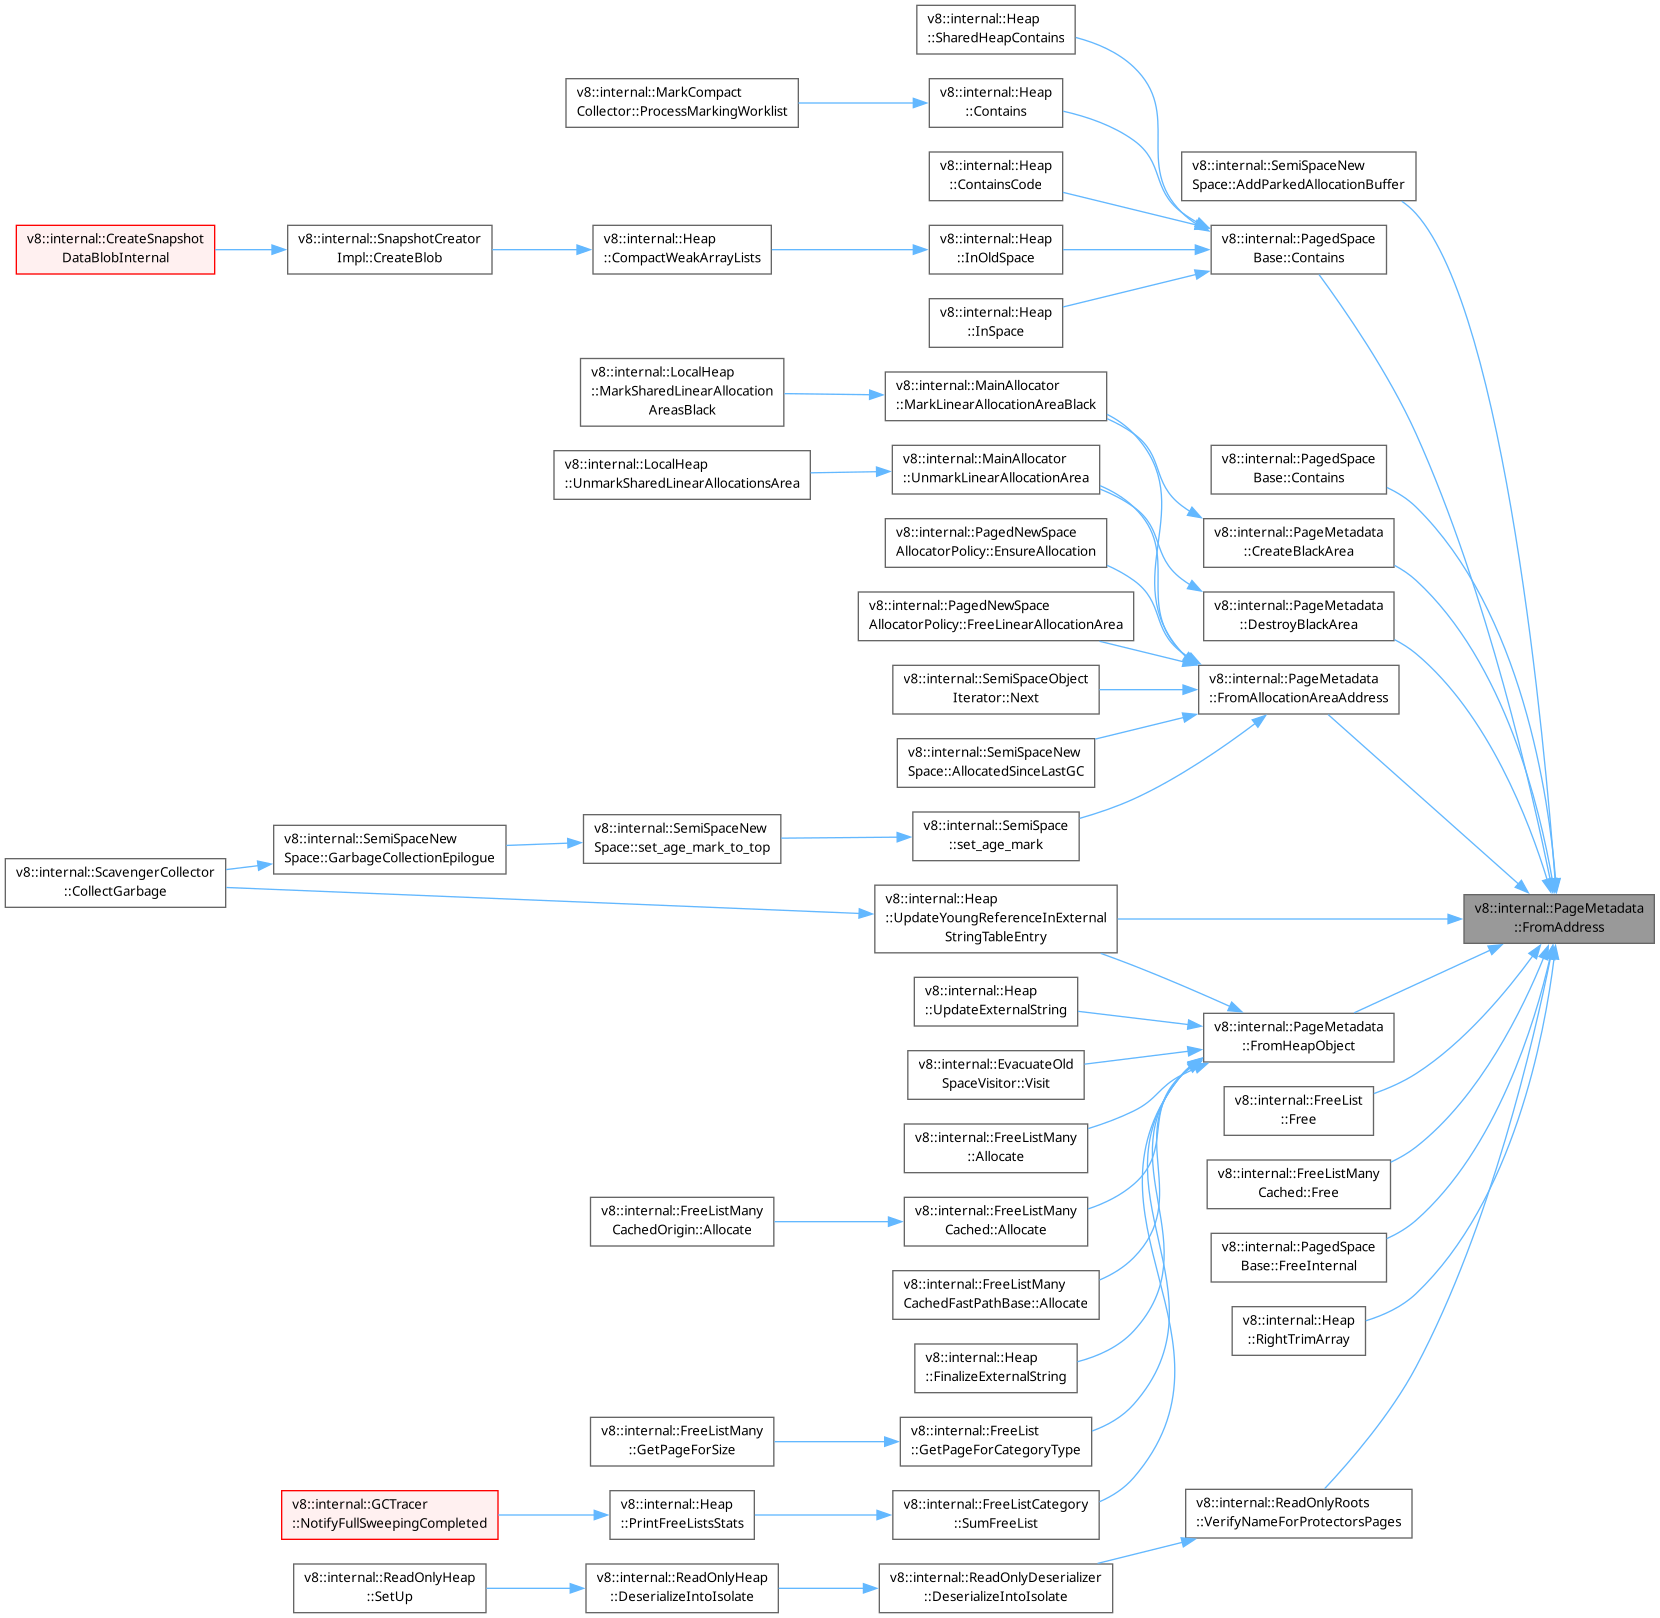 v8::internal::Heap
::SharedHeapContains
v8::internal::MarkCompact
Collector::ProcessMarkingWorklist
v8::internal::Heap
::Contains
v8::internal::Heap
::ContainsCode
v8::internal::SemiSpaceNew
Space::AddParkedAllocationBuffer
v8::internal::CreateSnapshot
DataBlobInternal
v8::internal::SnapshotCreator
Impl::CreateBlob
v8::internal::Heap
::CompactWeakArrayLists
v8::internal::Heap
::InOldSpace
v8::internal::PagedSpace
Base::Contains
v8::internal::Heap
::InSpace
v8::internal::LocalHeap
::MarkSharedLinearAllocation
AreasBlack
v8::internal::MainAllocator
::MarkLinearAllocationAreaBlack
v8::internal::LocalHeap
::UnmarkSharedLinearAllocationsArea
v8::internal::MainAllocator
::UnmarkLinearAllocationArea
v8::internal::PagedSpace
Base::Contains
v8::internal::PagedNewSpace
AllocatorPolicy::EnsureAllocation
v8::internal::PageMetadata
::CreateBlackArea
v8::internal::PagedNewSpace
AllocatorPolicy::FreeLinearAllocationArea
v8::internal::PageMetadata
::DestroyBlackArea
v8::internal::SemiSpaceObject
Iterator::Next
v8::internal::PageMetadata
::FromAllocationAreaAddress
v8::internal::SemiSpaceNew
Space::AllocatedSinceLastGC
v8::internal::ScavengerCollector
::CollectGarbage
v8::internal::SemiSpaceNew
Space::GarbageCollectionEpilogue
v8::internal::SemiSpaceNew
Space::set_age_mark_to_top
v8::internal::SemiSpace
::set_age_mark
v8::internal::Heap
::UpdateYoungReferenceInExternal
StringTableEntry
v8::internal::PageMetadata
::FromAddress
v8::internal::Heap
::UpdateExternalString
v8::internal::PageMetadata
::FromHeapObject
v8::internal::EvacuateOld
SpaceVisitor::Visit
v8::internal::FreeList
::Free
v8::internal::FreeListMany
::Allocate
v8::internal::FreeListMany
Cached::Free
v8::internal::FreeListMany
CachedOrigin::Allocate
v8::internal::FreeListMany
Cached::Allocate
v8::internal::PagedSpace
Base::FreeInternal
v8::internal::FreeListMany
CachedFastPathBase::Allocate
v8::internal::Heap
::RightTrimArray
v8::internal::Heap
::FinalizeExternalString
v8::internal::FreeListMany
::GetPageForSize
v8::internal::FreeList
::GetPageForCategoryType
v8::internal::GCTracer
::NotifyFullSweepingCompleted
v8::internal::Heap
::PrintFreeListsStats
v8::internal::FreeListCategory
::SumFreeList
v8::internal::ReadOnlyRoots
::VerifyNameForProtectorsPages
v8::internal::ReadOnlyHeap
::SetUp
v8::internal::ReadOnlyHeap
::DeserializeIntoIsolate
v8::internal::ReadOnlyDeserializer
::DeserializeIntoIsolate